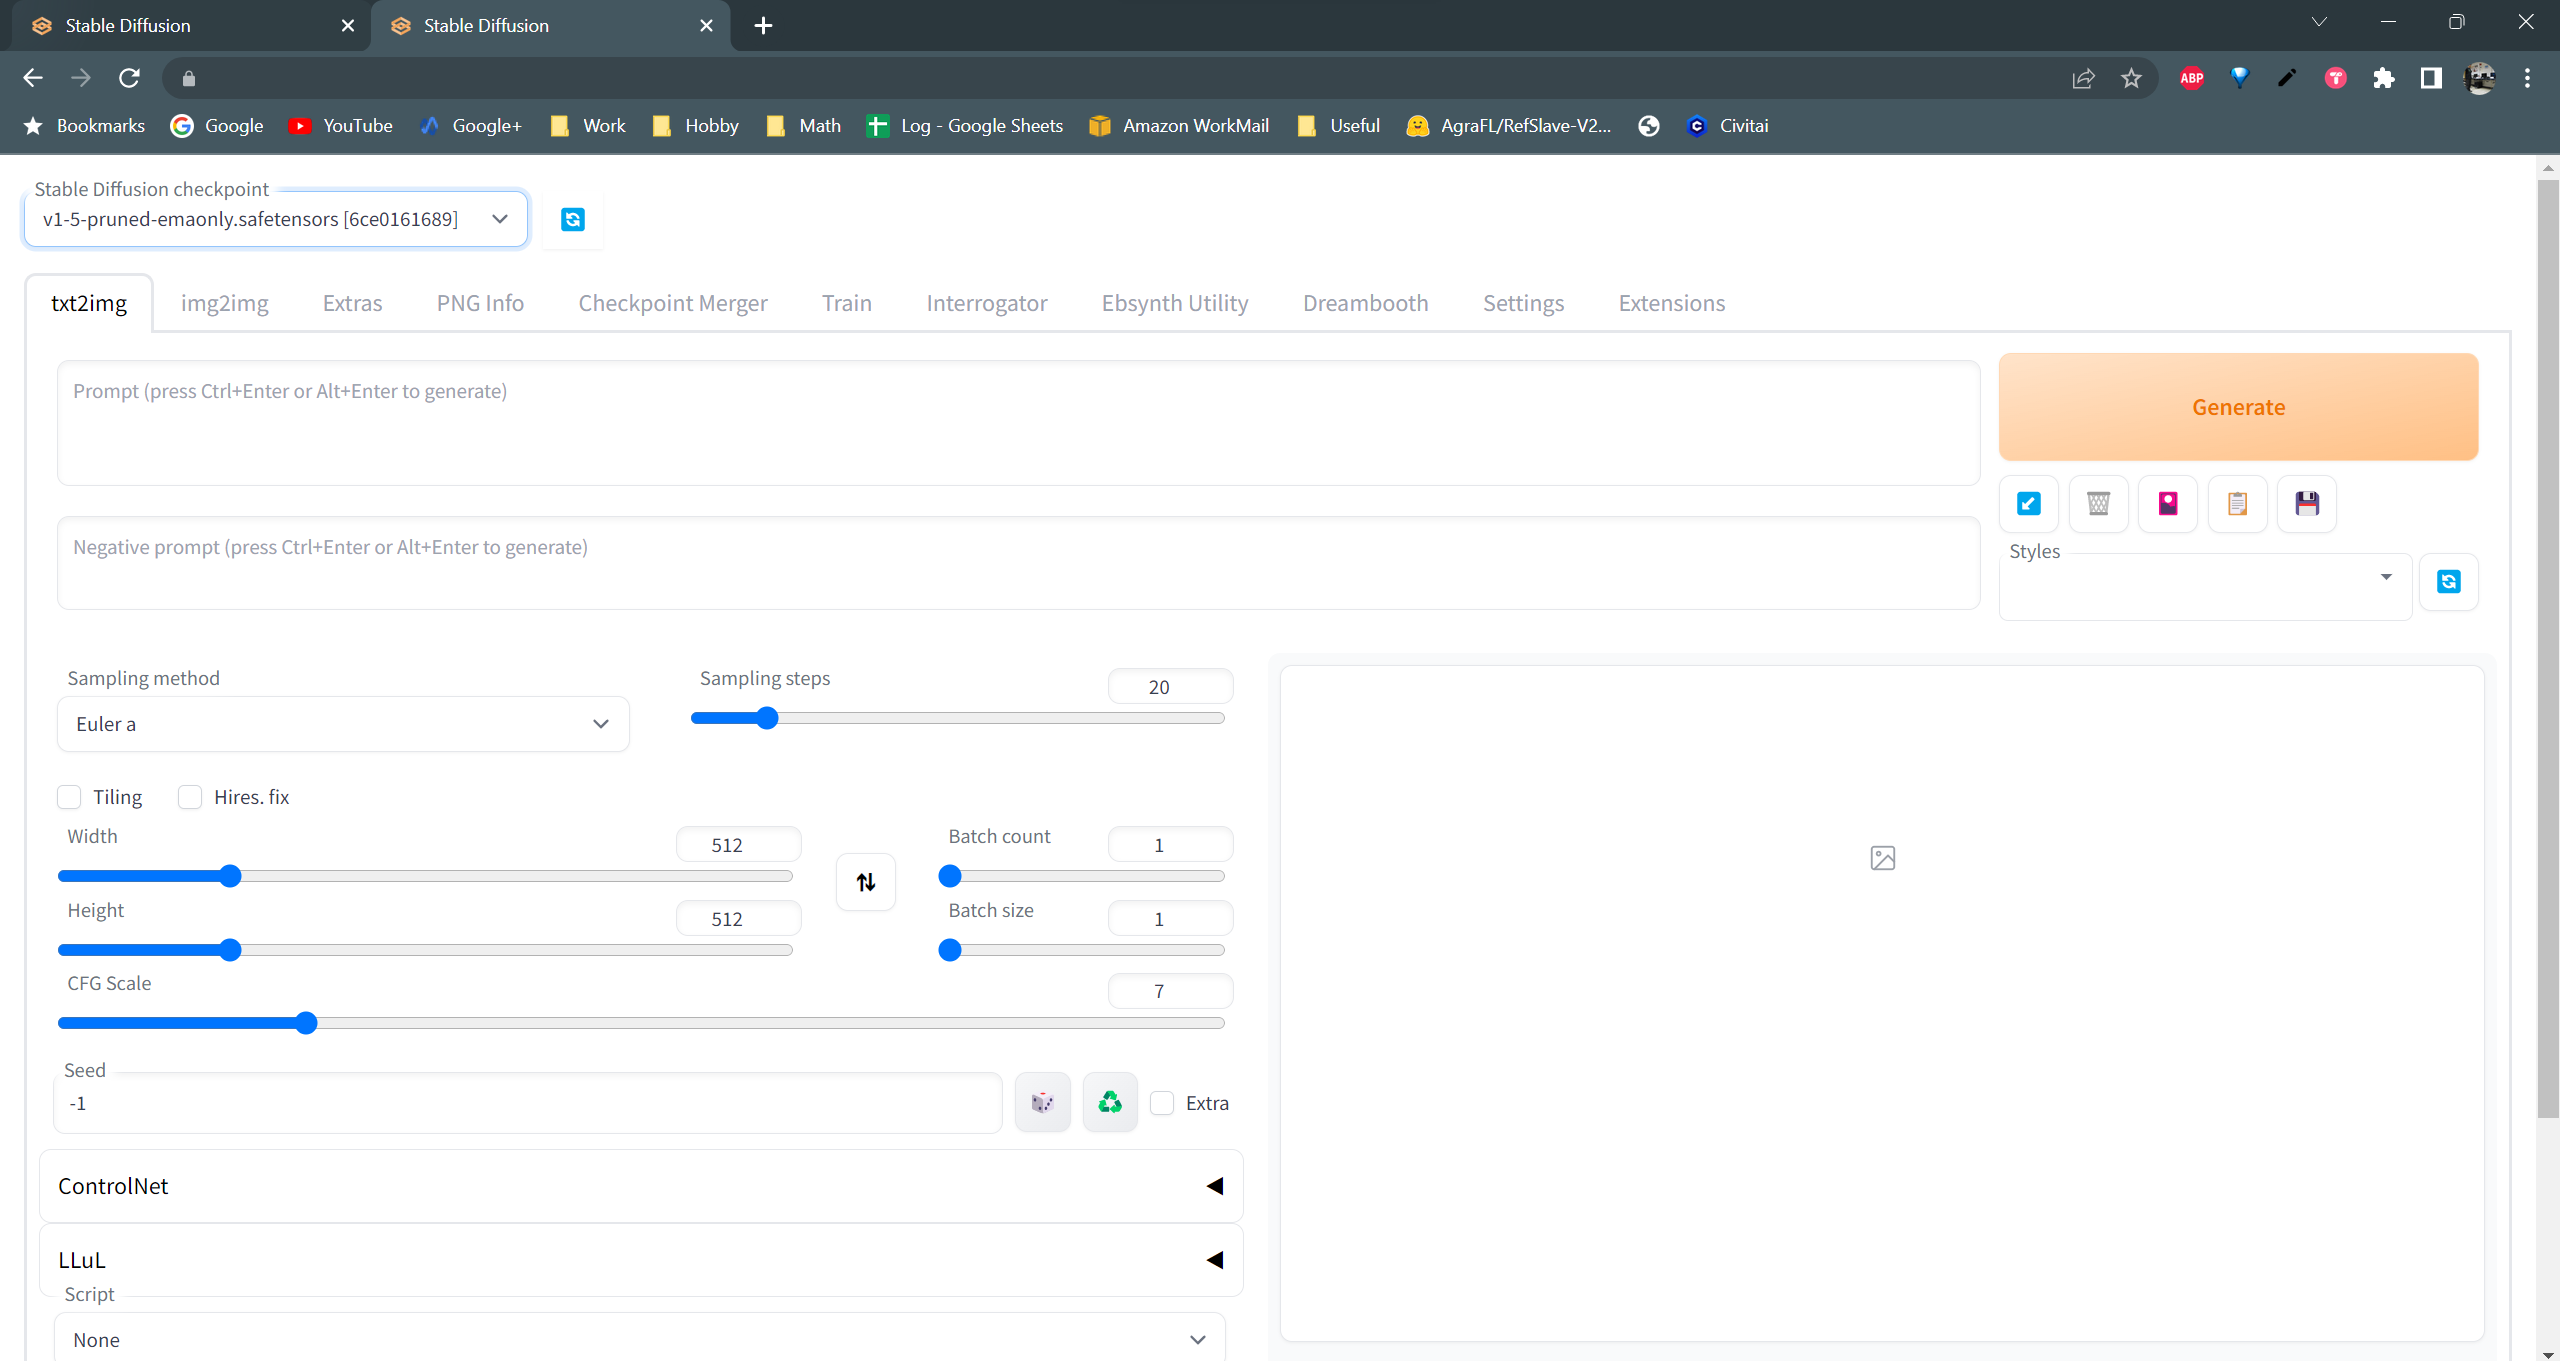 Stable Diffusion
Stable Diffusion
ABP
Bookmarks Google YouTube Google+ Work Hobby Math Log - Google Sheets Amazon WorkMail Useful AgraFL/RefSlave-V2... Civitai
Stable Diffusion checkpoint
v1-5-pruned-emaonly.safetensors [6ce0161689]
txt2img img2img Extras PNG Info Checkpoint Merger Train Interrogator Ebsynth Utility Dreambooth Settings Extensions
Prompt (press Ctrl+Enter or Alt+Enter to generate)
Generate
Negative prompt (press Ctrl+Enter or Alt+Enter to generate)
Styles
Sampling method
Euler a
Sampling steps
20
Tiling
Hires. fix
Width
512
Batch count
1
Height
512
Batch size
1
CFG Scale
7
Seed
-1
Extra
ControlNet
LLuL
Script
None